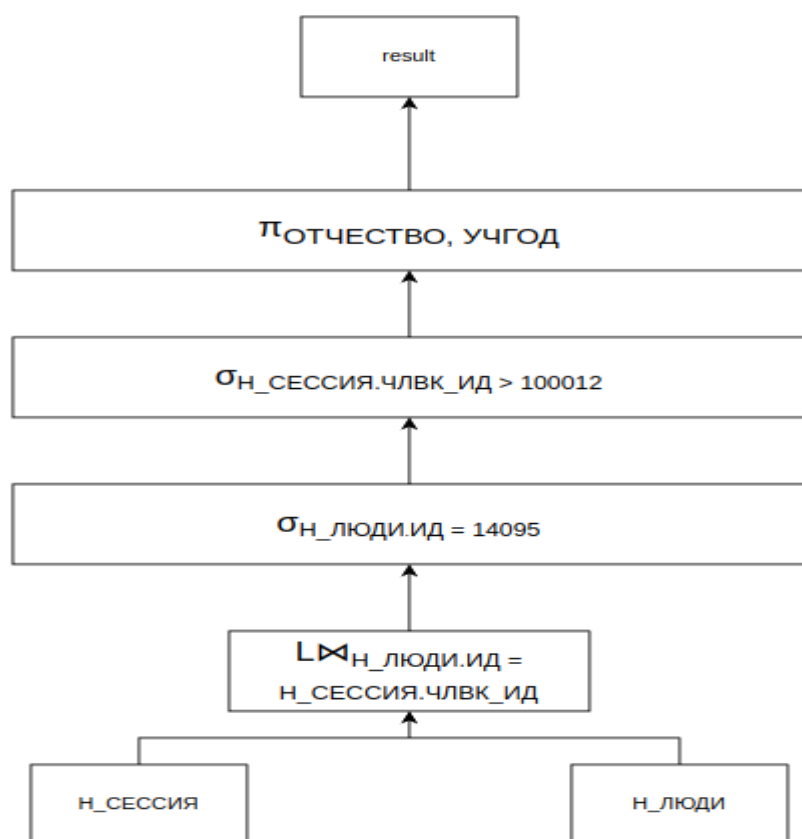 result
πОТЧЕСТВО, УЧГОД
σН_СЕССИЯ.ЧЛВК_ИД > 100012
σН_ЛЮДИ.ИД = 14095
L⋈Н_ЛЮДИ.ИД =
Н_СЕССИЯ.ЧЛВК_ИД
Н_СЕССИЯ
Н_ЛЮДИ